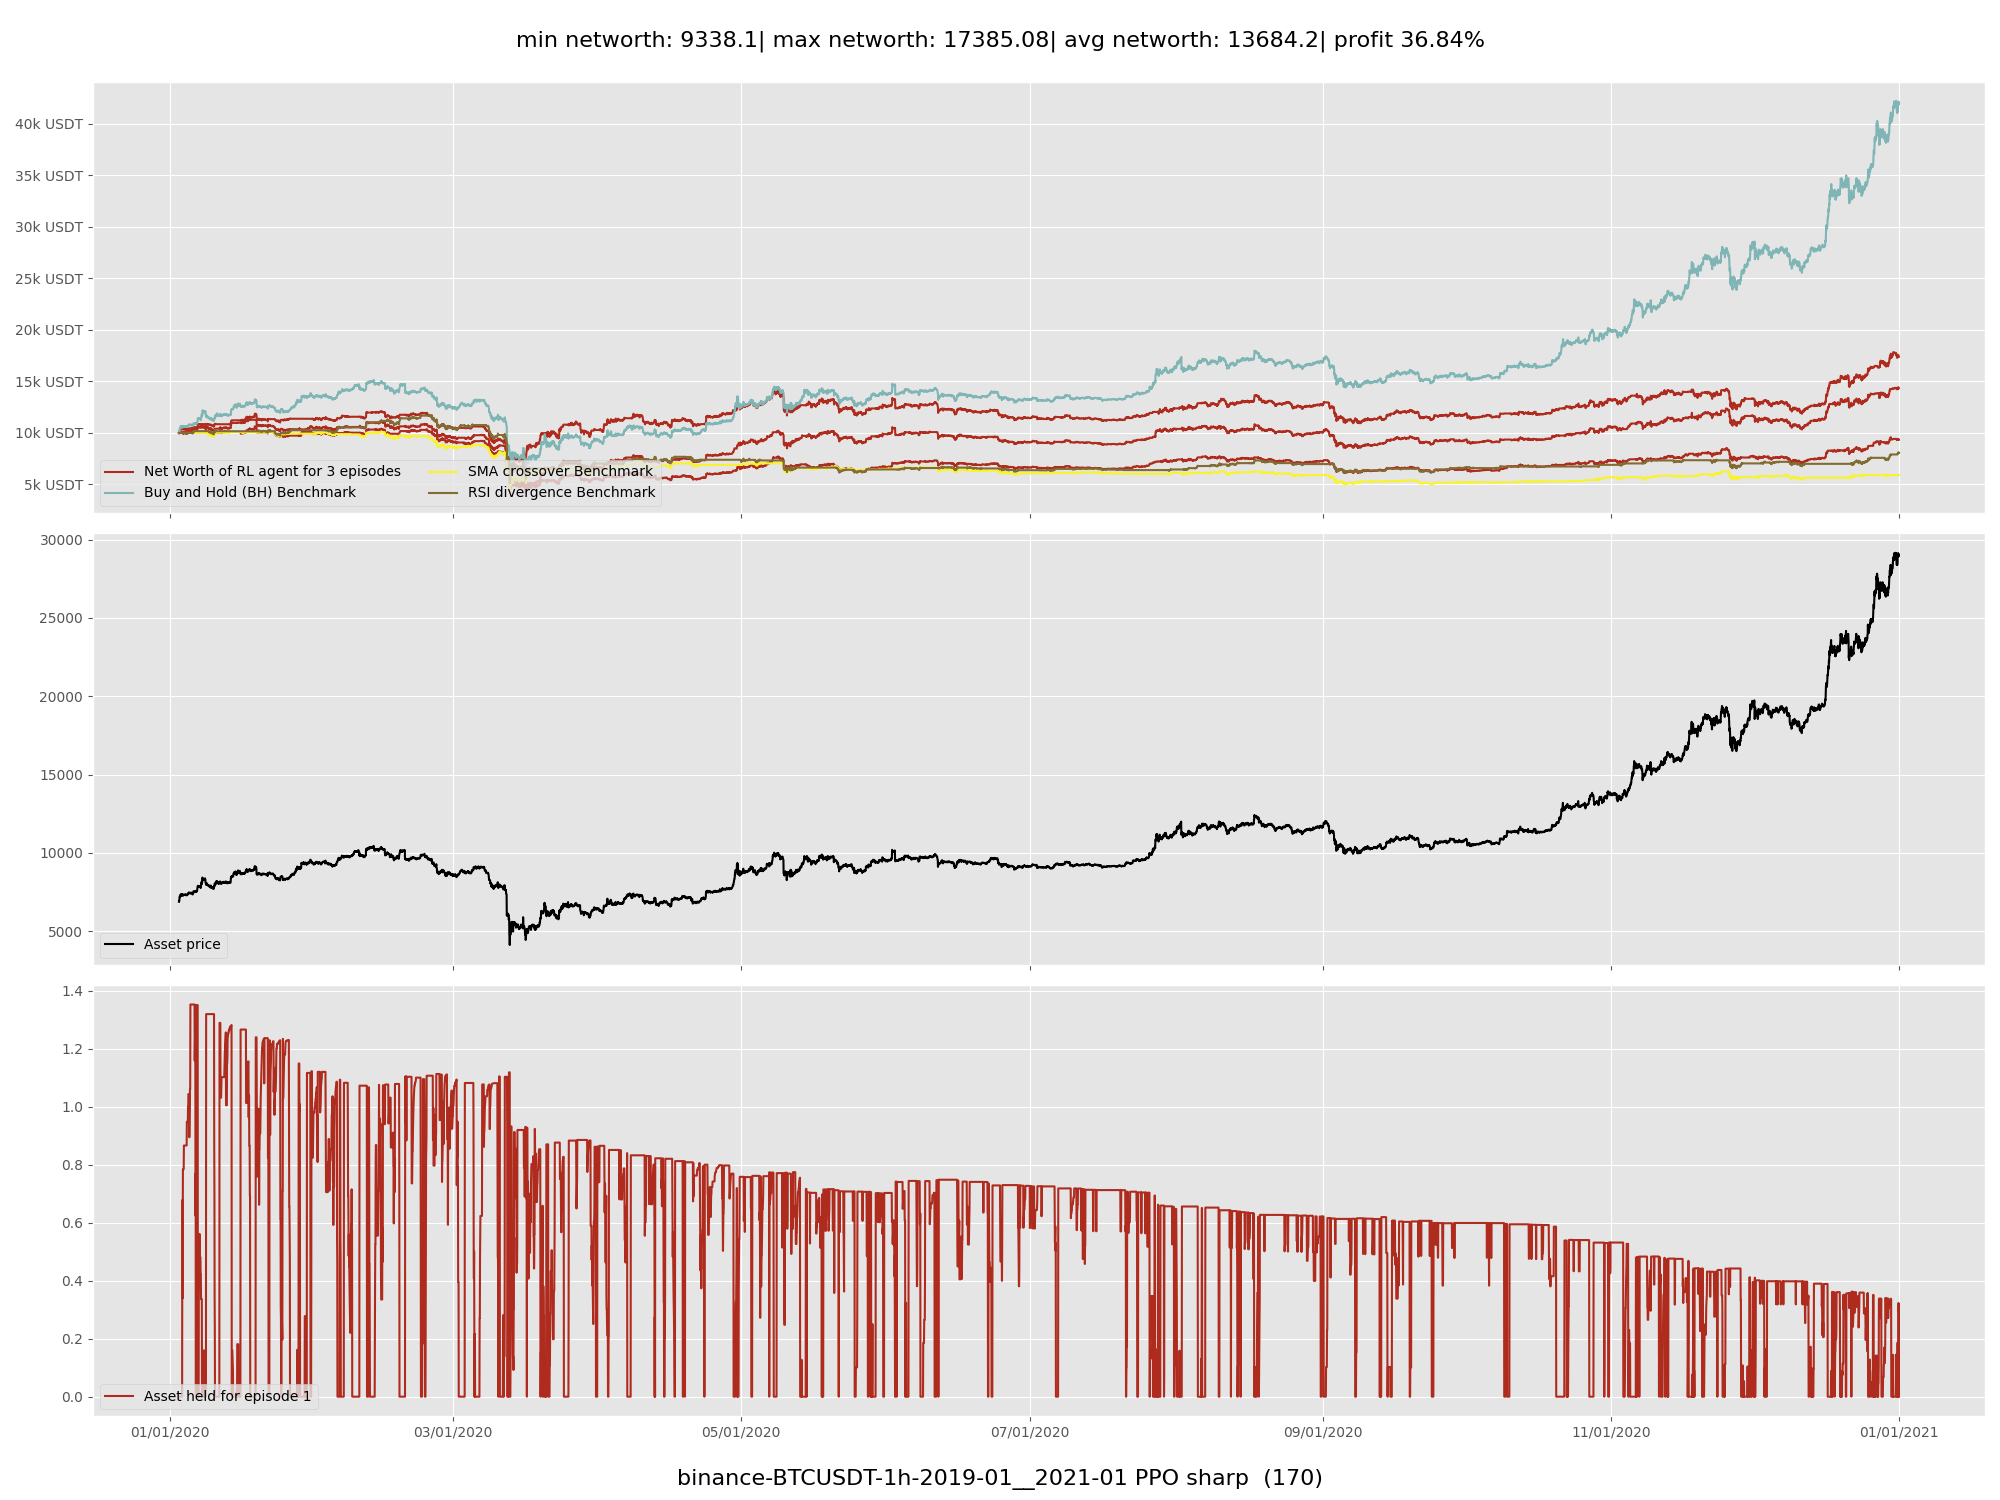 min networth: 9338.1| max networth: 17385.08| avg networth: 13684.2| profit 36.84%
40k USDT
35k USDT
30k USDT
25k USDT
20k USDT
15k USDT
10k USDT
5k USDT
Net Worth of RL agent for 3 episodes
Buy and Hold (BH) Benchmark
SMA crossover Benchmark
RSI divergence Benchmark
30000
25000
20000
15000
10000
5000
Asset price
1.4
1.2
1.0
0.8
0.6
0.4
0.2
0.0
Asset held for episode 1
01/01/2020 03/01/2020 05/01/2020 07/01/2020 09/01/2020 11/01/2020 01/01/2021
binance-BTCUSDT-1h-2019-01__2021-01 PPO sharp (170)